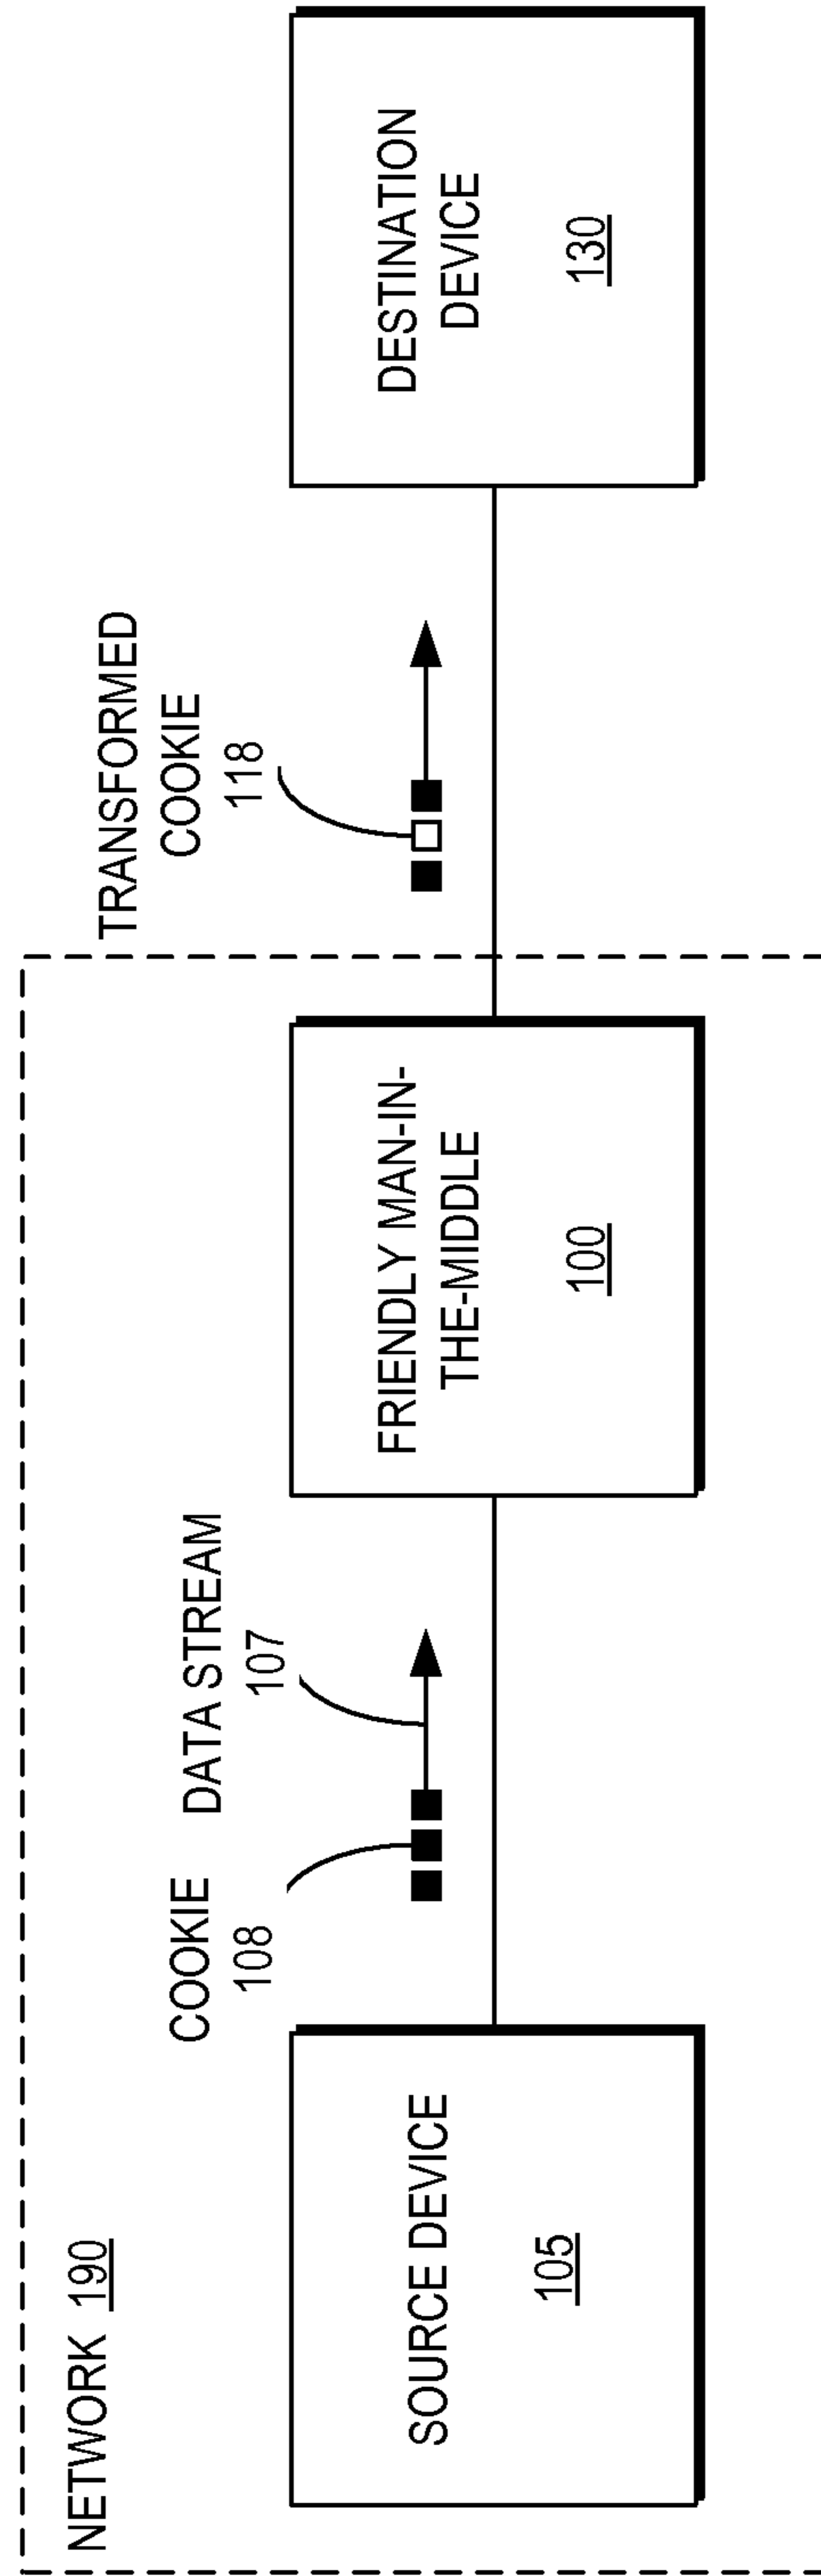 NETWORK 190
SOURCE DEVICE
105
COOKIE
108
DATA STREAM
107
FRIENDLY MAN-IN-
THE-MIDDLE
100
TRANSFORMED
COOKIE
118
DESTINATION
DEVICE
130